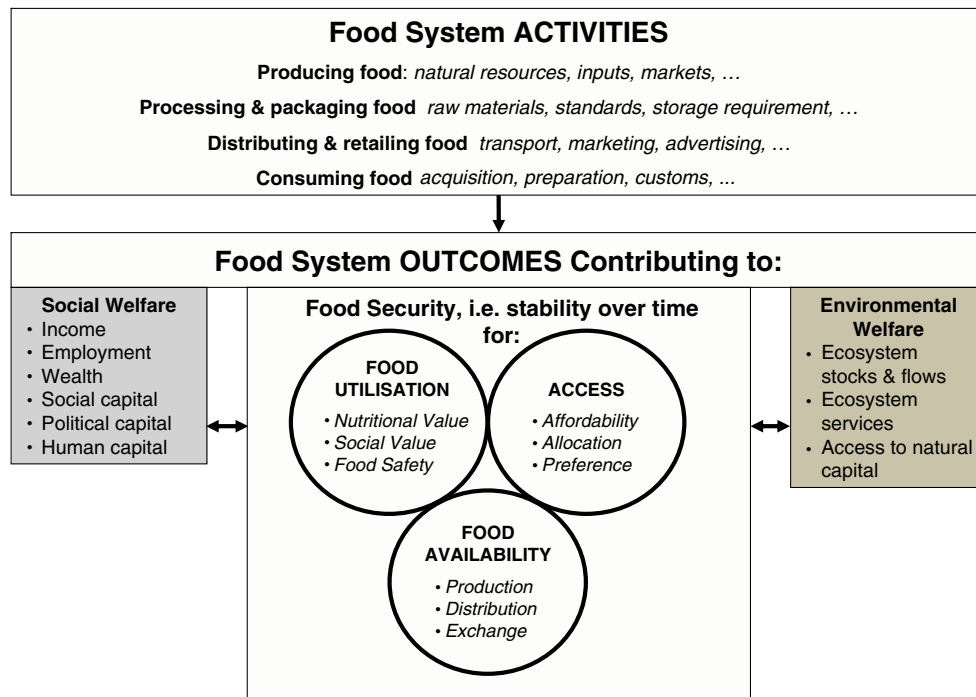 Food System ACTIVITIES
Producing food: natural resources, inputs, markets, …
Processing & packaging food raw materials, standards, storage requirement, …
Distributing & retailing food transport, marketing, advertising, …
Consuming food acquisition, preparation, customs, ...
Food System OUTCOMES Contributing to:
Social Welfare
• Income
• Employment
• Wealth
• Social capital
• Political capital
• Human capital
Food Security, i.e. stability over time
for:
FOOD
UTILISATION
• Nutritional Value
• Social Value
• Food Safety
ACCESS
• Affordability
• Allocation
• Preference
FOOD
AVAILABILITY
• Production
• Distribution
• Exchange
Environmental
Welfare
• Ecosystem
stocks & flows
• Ecosystem
services
• Access to natural
capital